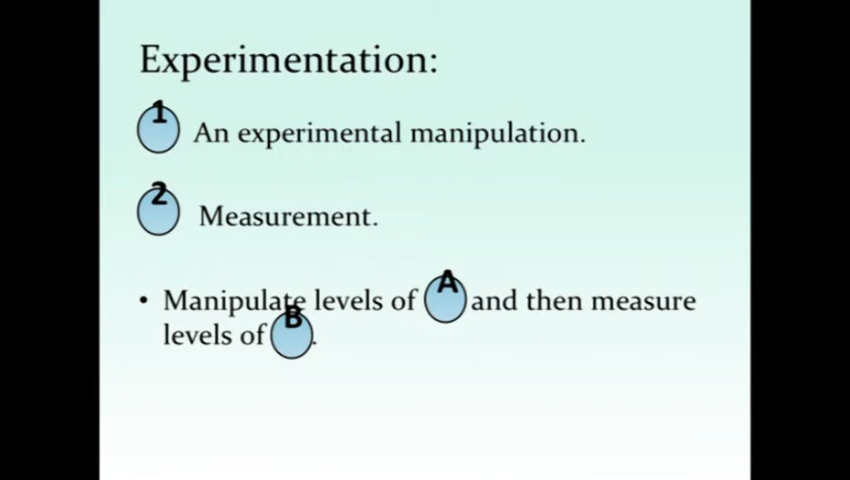 Experimentation:
1 An experimental manipulation.
2 Measurement.
• Manipulate levels of A and then measure
levels of B.